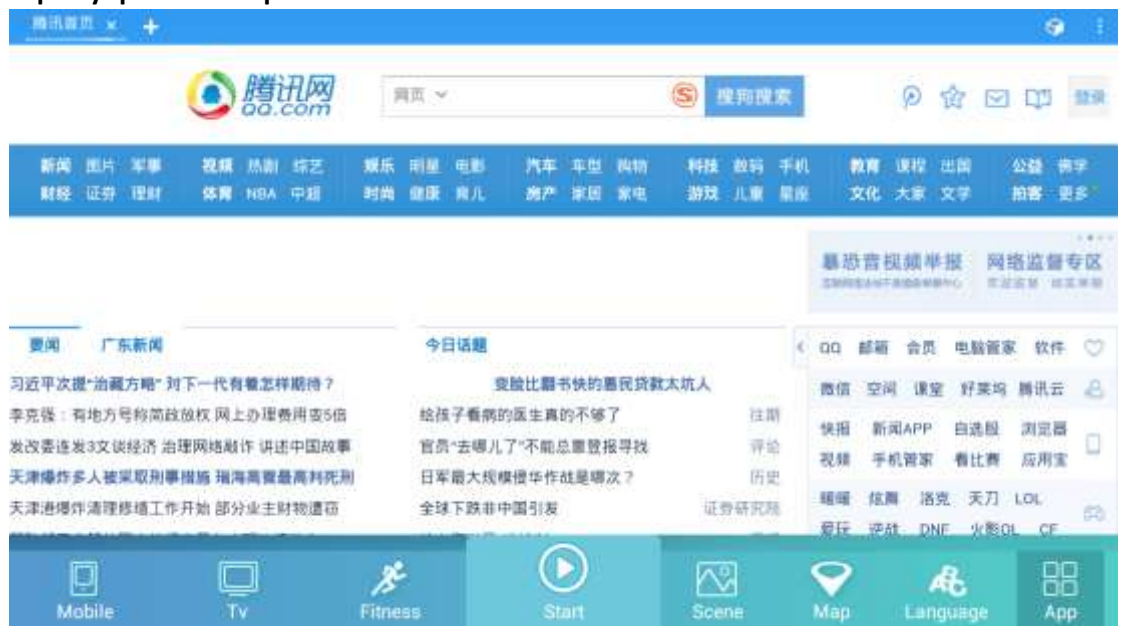 腾讯首页 × +
腾讯网
QQ.com
网页
搜狗搜索
登录
新闻 图片 军事 视频 热剧 综艺 娱乐 明星 电影 汽车 车型 购物 科技 数码 手机 教育 课程 出国 公益 佛学
财经 证券 理财 体育 NBA 中超 时尚 健康 育儿 房产 家居 家电 游戏 儿童 星座 文化 大家 文学 拍客 更多
暴恐音视频举报 网络监督专区
要闻 广东新闻
习近平次提"治藏方略" 对下一代有着怎样期待?
李克强:有地方号称简政放权 网上办理费用变5倍
发改委连发3文谈经济 治理网络敲诈 讲述中国故事
天津爆炸多人被采取刑事措施 瑞海高管最高判死刑
天津港爆炸清理修缮工作开始 部分业主财物遭窃
今日话题
变脸比翻书快的惠民贷款太坑人
给孩子看病的医生真的不够了 往期
官员"去哪儿了"不能总靠登报寻找 评论
日军最大规模侵华作战是哪次? 历史
全球下跌非中国引发 证券研究院
QQ 邮箱 会员 电脑管家 软件
微信 空间 课堂 好莱坞 腾讯云
快报 新闻APP 自选股 浏览器
视频 手机管家 看比赛 应用宝
暖暖 炫舞 洛克 天刀 LOL
爱玩 逆战 DNF 火影OL CF
Mobile Tv Fitness Start Scene Map Language App